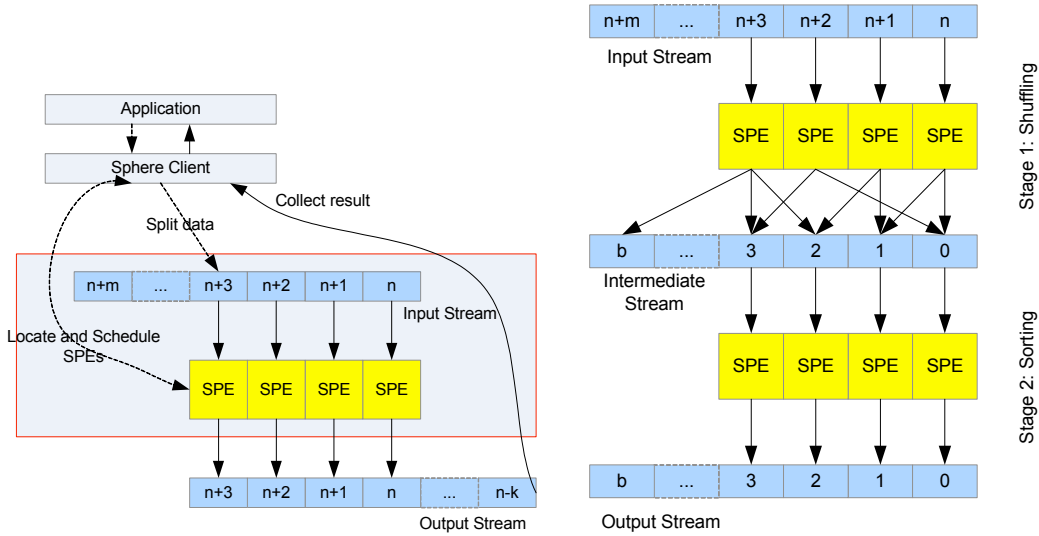 Application
Sphere Client
Collect result
Split data
n+m ... n+3 n+2 n+1 n
Input Stream
Locate and Schedule
SPEs
SPE SPE SPE SPE
n+3 n+2 n+1 n ... n-k
Output Stream
n+m ... n+3 n+2 n+1 n
Input Stream
SPE SPE SPE SPE
Stage 1: Shuffling
b ... 3 2 1 0
Intermediate
Stream
SPE SPE SPE SPE
Stage 2: Sorting
b ... 3 2 1 0
Output Stream